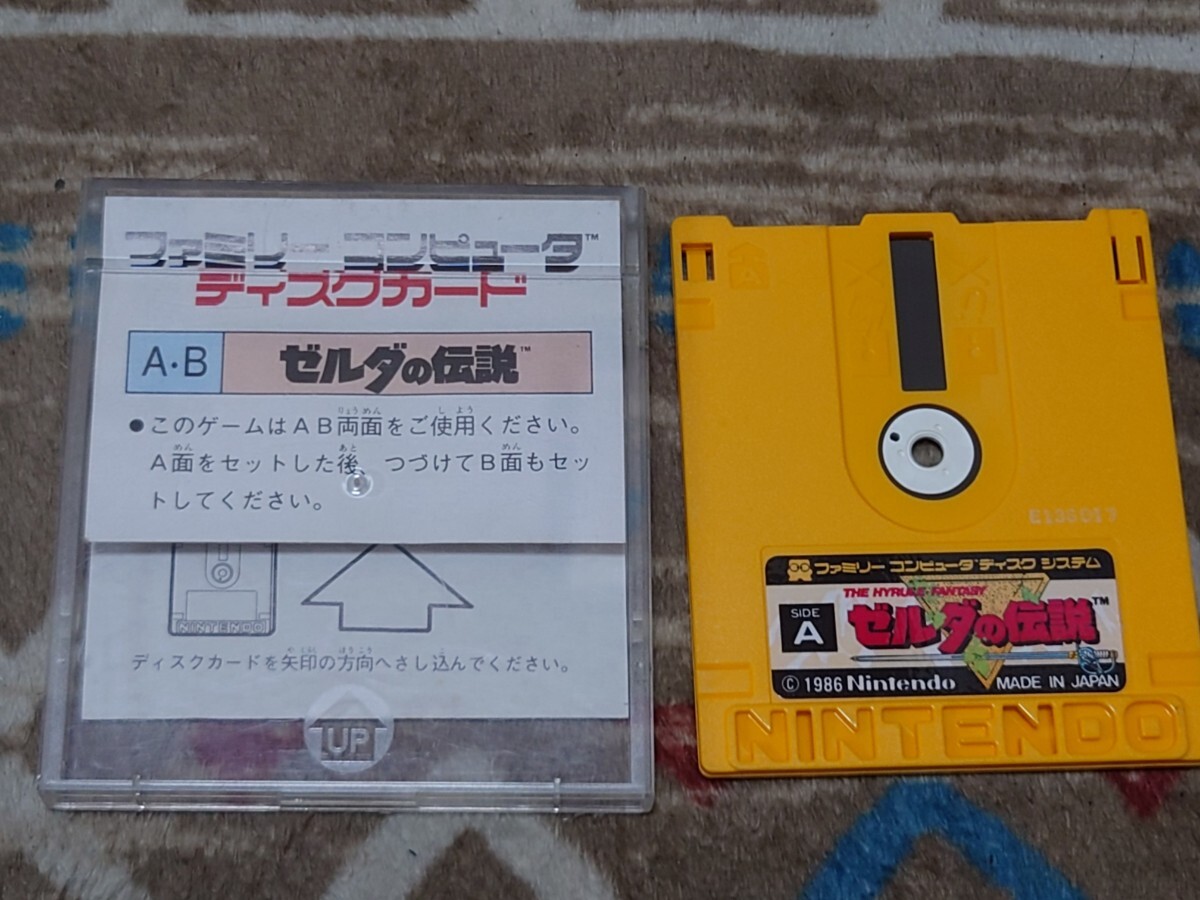 ファミリー コンピュータ™
ディスクカード
A・B
ゼルダの伝説™
●このゲームはAB両面をご使用ください。
A面をセットした後、つづけてB面もセッ
トしてください。
NINTENDO
ディスクカードを矢印の方向へさし込んでください。
UP
E136017
ファミリー コンピュータ ディスク システム
THE HYRULE FANTASY
SIDE
A
ゼルダの伝説™
© 1986 Nintendo MADE IN JAPAN
NINTENDO